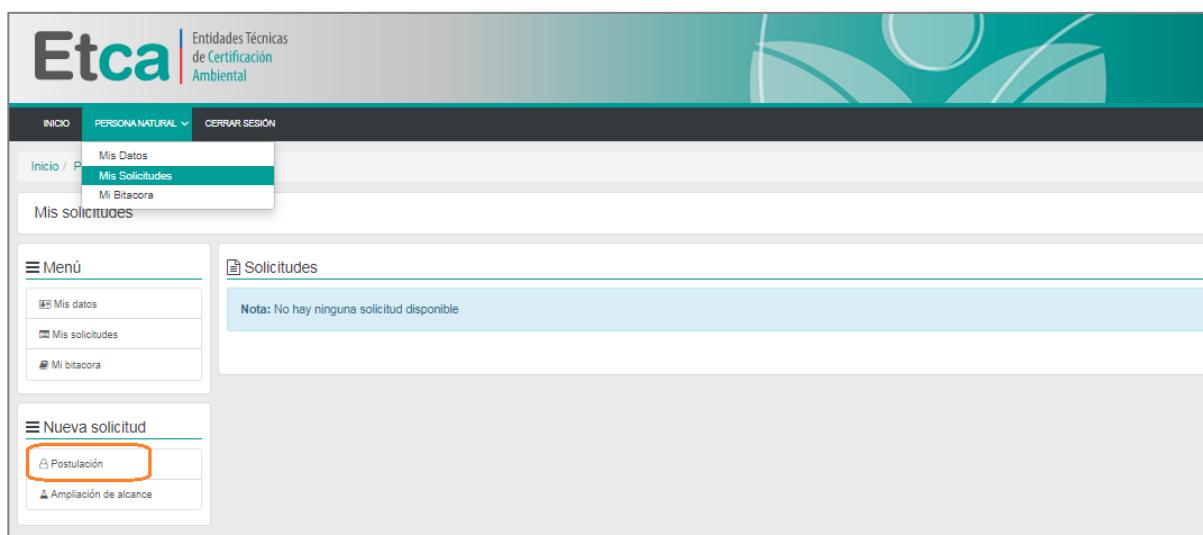 Etca
Entidades Técnicas
de Certificación
Ambiental
INICIO PERSONA NATURAL CERRAR SESIÓN
Mis Datos
Inicio / P
Mis Solicitudes
Mi Bitacora
Mis solicitudes
Menú
Mis datos
Mis solicitudes
Mi bitacora
Solicitudes
Nota: No hay ninguna solicitud disponible
Nueva solicitud
Postulación
Ampliación de alcance